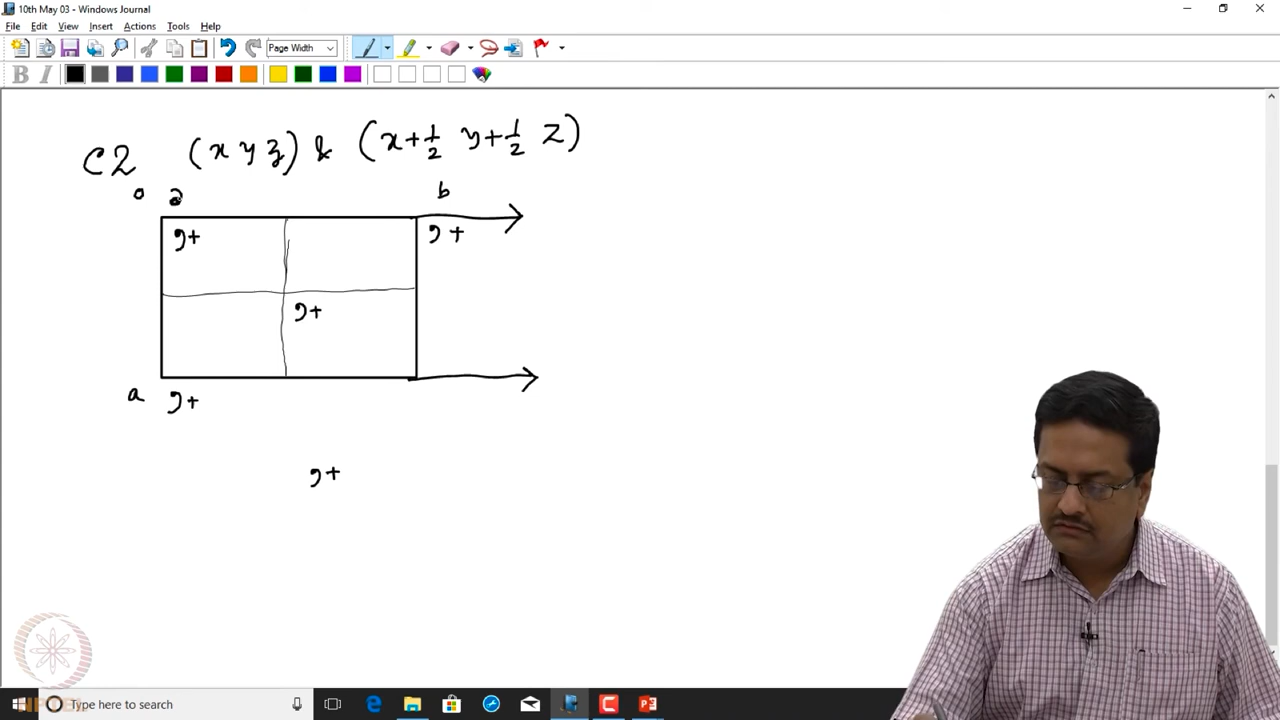 10th May 03 - Windows Journal
File Edit View Insert Actions Tools Help
Page Width
B I
C2 (x y z) & (x+1/2 y+1/2 z)
0 b
9+ 9+
9+
a 9+
9+
Type here to search